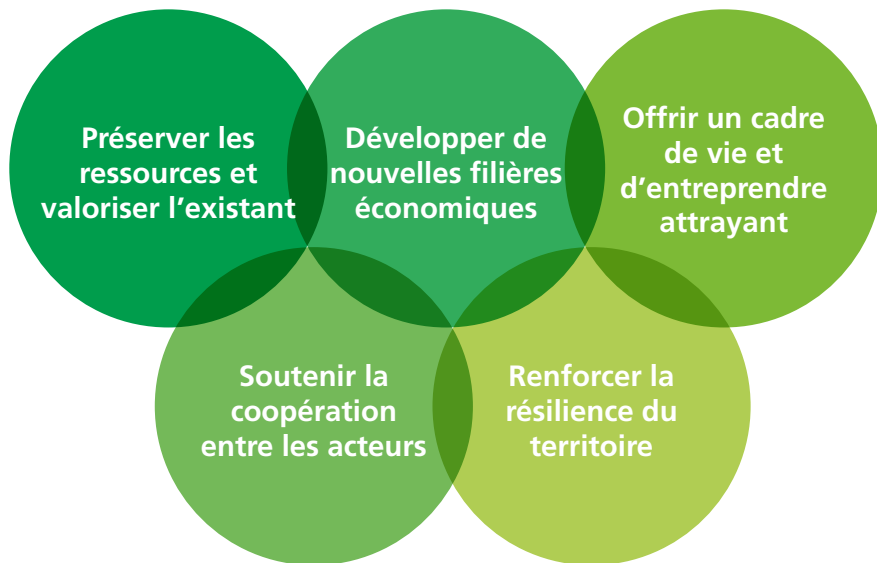 Préserver les
ressources et
valoriser l'existant
Développer de
nouvelles filières
économiques
Offrir un cadre
de vie et
d'entreprendre
attrayant
Soutenir la
coopération
entre les acteurs
Renforcer la
résilience du
territoire